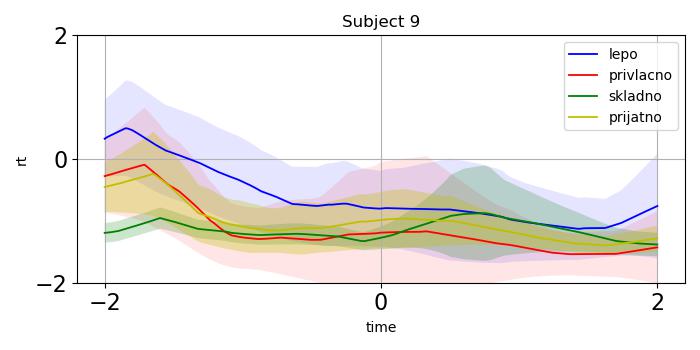 Subject 9
2
0
−2
rt
−2
0
2
time
lepo
privlacno
skladno
prijatno